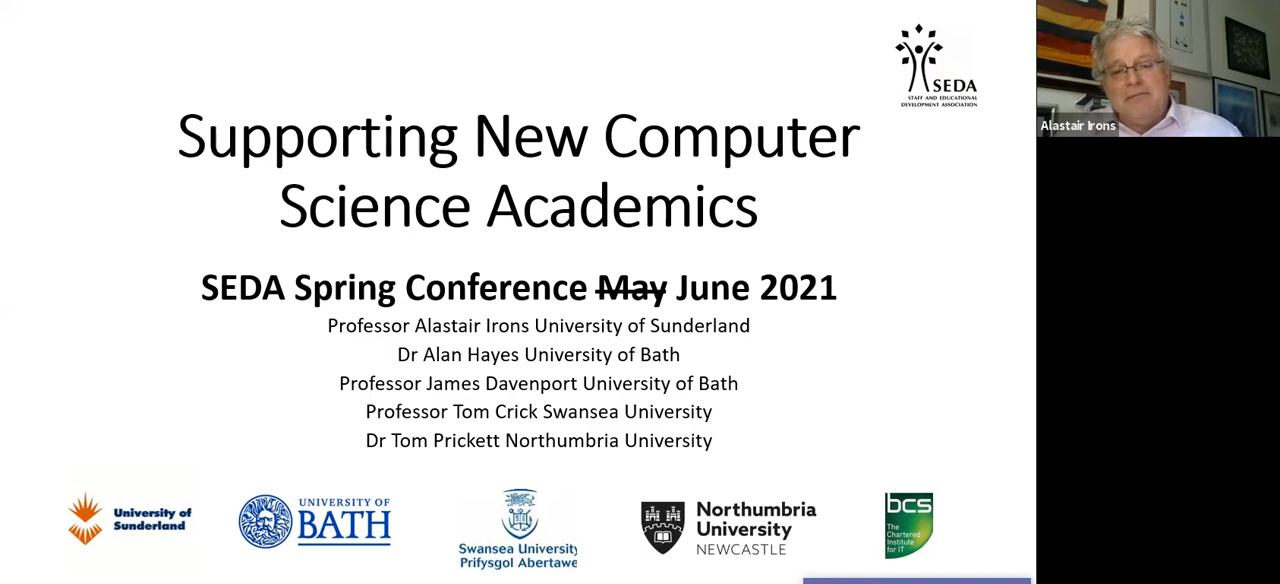 SEDA
STAFF AND EDUCATIONAL
DEVELOPMENT ASSOCIATION
Alastair Irons
Supporting New Computer
Science Academics
SEDA Spring Conference May June 2021
Professor Alastair Irons University of Sunderland
Dr Alan Hayes University of Bath
Professor James Davenport University of Bath
Professor Tom Crick Swansea University
Dr Tom Prickett Northumbria University
University of
Sunderland
UNIVERSITY OF
BATH
Swansea University
Prifysgol Abertawe
Northumbria
University
NEWCASTLE
bcs
The
Chartered
Institute
for IT